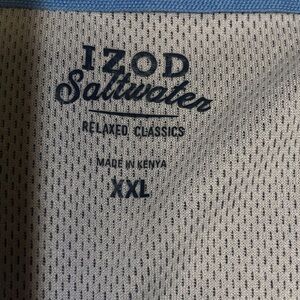 IZOD
Saltwater
RELAXED CLASSICS
MADE IN KENYA
XXL